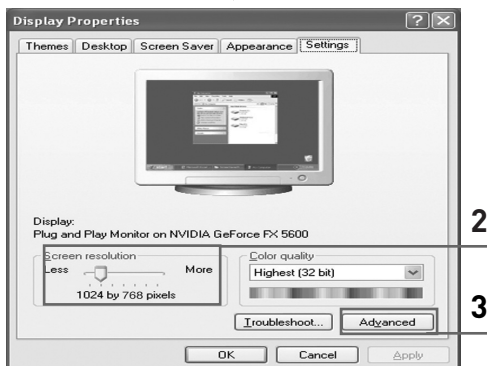 Display Properties
Themes Desktop Screen Saver Appearance Settings
Display:
Plug and Play Monitor on NVIDIA GeForce FX 5600
Screen resolution
Less More
1024 by 768 pixels
Color quality
Highest (32 bit)
2
Troubleshoot... Advanced
3
OK Cancel Apply